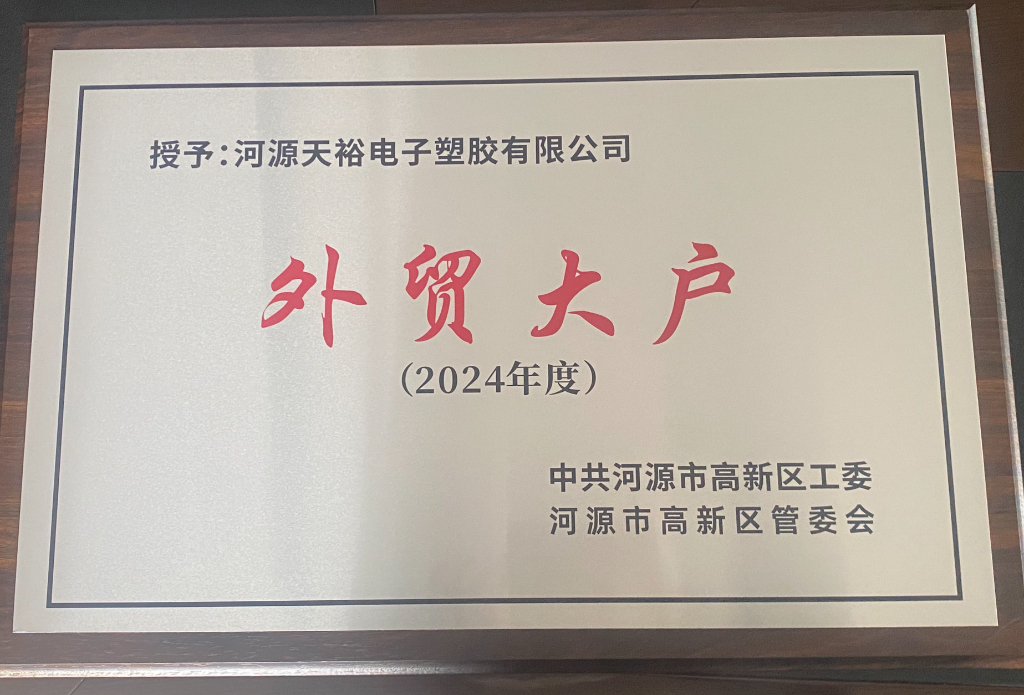 授予:河源天裕电子塑胶有限公司
外贸大户
(2024年度)
中共河源市高新区工委
河源市高新区管委会